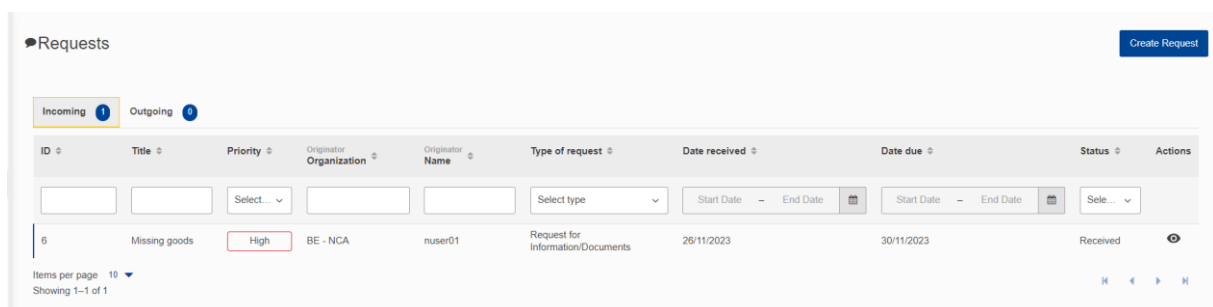 Requests
Create Request
Incoming 1 Outgoing 0
ID Title Priority Originator Organization Originator Name Type of request Date received Date due Status Actions
Select... Select type Start Date – End Date Start Date – End Date Sele...
6 Missing goods High BE - NCA nuser01 Request for Information/Documents 26/11/2023 30/11/2023 Received
Items per page 10
Showing 1–1 of 1